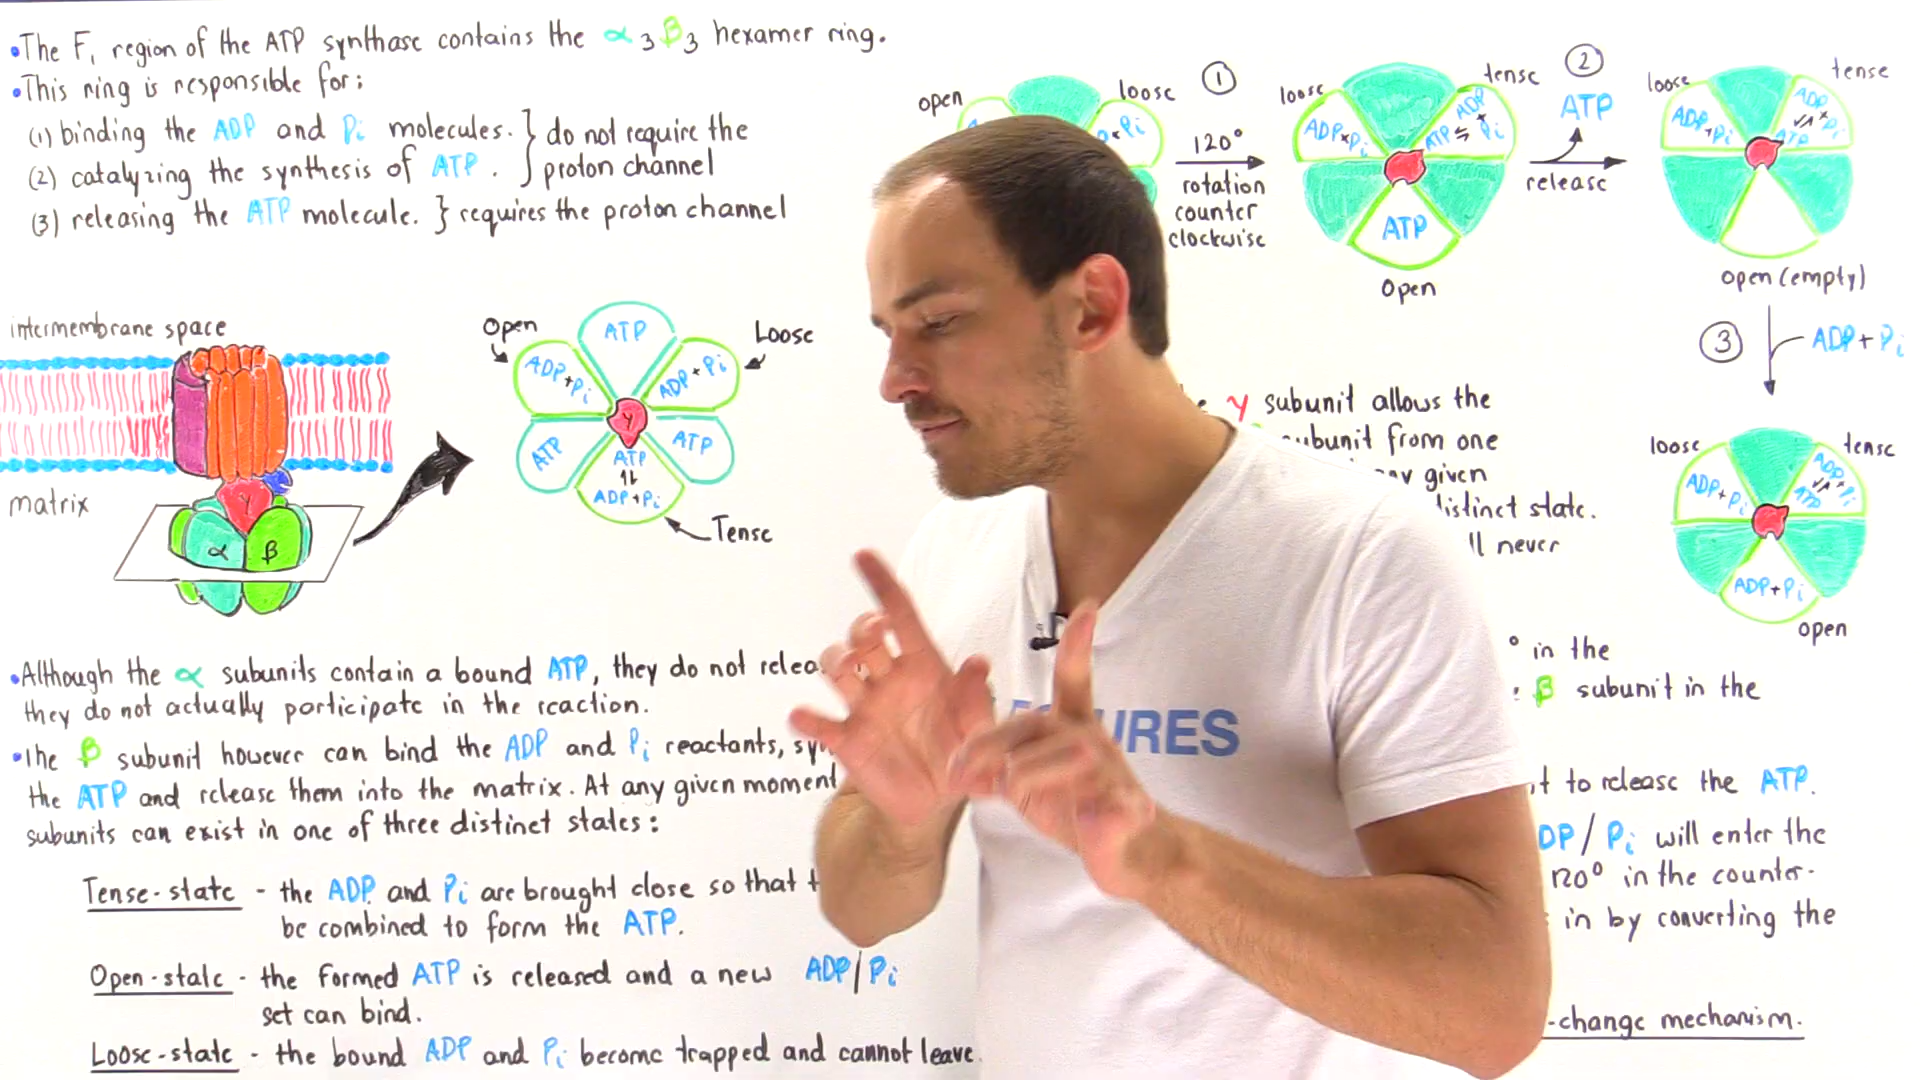 •The F₁ region of the ATP synthase contains the α₃β₃ hexamer ring.
•This ring is responsible for:
(1) binding the ADP and Pi molecules.
(2) catalyzing the synthesis of ATP.
} do not require the
proton channel
(3) releasing the ATP molecule. } requires the proton channel
intermembrane space
matrix
γ
α
β
Open
ATP
Loose
ADP+Pi
ADP+Pi
γ
ATP
ATP
ATP
⇅
ADP+Pi
Tense
•Although the α subunits contain a bound ATP, they do not
they do not actually participate in the reaction.
•The β subunit however can bind the ADP and Pi reactants,
the ATP and release them into the matrix. At any given moment
subunits can exist in one of three distinct states:
Tense-state - the ADP and Pi are brought close so that
be combined to form the ATP.
Open-state - the formed ATP is released and a new ADP/Pi
set can bind.
Loose-state - the bound ADP and Pi become trapped and cannot leave.
open
loose
Pi
1
120°
rotation
counter
clockwise
loose
tense
ADP+Pi
ADP
+
ATP ⇌ Pi
ATP
Open
2
ATP
release
loose
tense
ADP+Pi
ADP
+
Pi
ATP
open (empty)
3
ADP+Pi
loose
tense
ADP+Pi
ADP
+
Pi
ATP
ADP+Pi
open
γ subunit allows the
subunit from one
given
distinct state.
never
° in the
β subunit in the
to release the ATP.
ADP/Pi will enter the
120° in the counter-
in by converting the
-change mechanism.
LECTURES